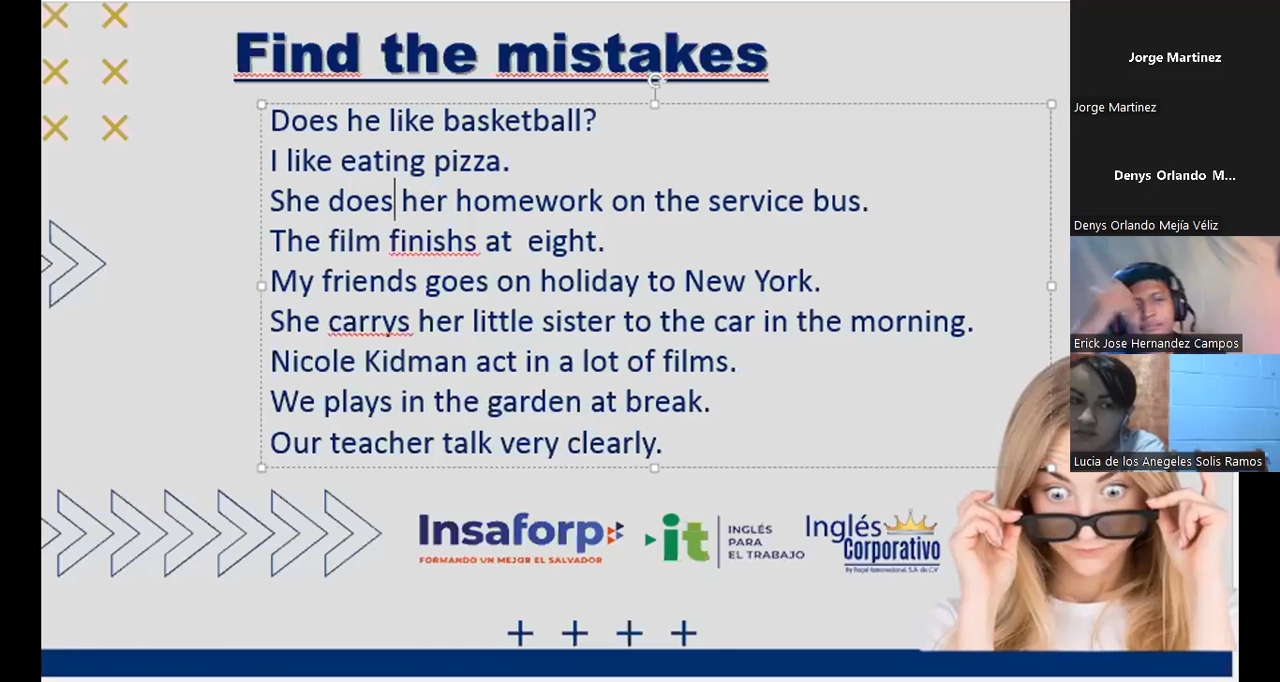 Find the mistakes
Does he like basketball?
I like eating pizza.
She does her homework on the service bus.
The film finishs at  eight.
My friends goes on holiday to New York.
She carrys her little sister to the car in the morning.
Nicole Kidman act in a lot of films.
We plays in the garden at break.
Our teacher talk very clearly.
Insaforp
FORMANDO UN MEJOR EL SALVADOR
it
INGLÉS
PARA
EL TRABAJO
Inglés
Corporativo
Jorge Martinez
Jorge Martinez
Denys Orlando M...
Denys Orlando Mejía Véliz
Erick Jose Hernandez Campos
Lucia de los Anegeles Solis Ramos